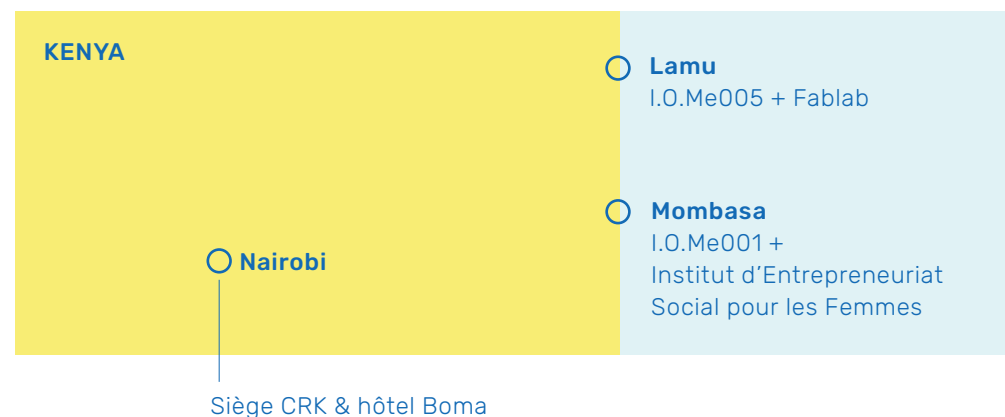 KENYA
Lamu
I.O.Me005 + Fablab
Mombasa
I.O.Me001 +
Institut d’Entrepreneuriat
Social pour les Femmes
Nairobi
Siège CRK & hôtel Boma